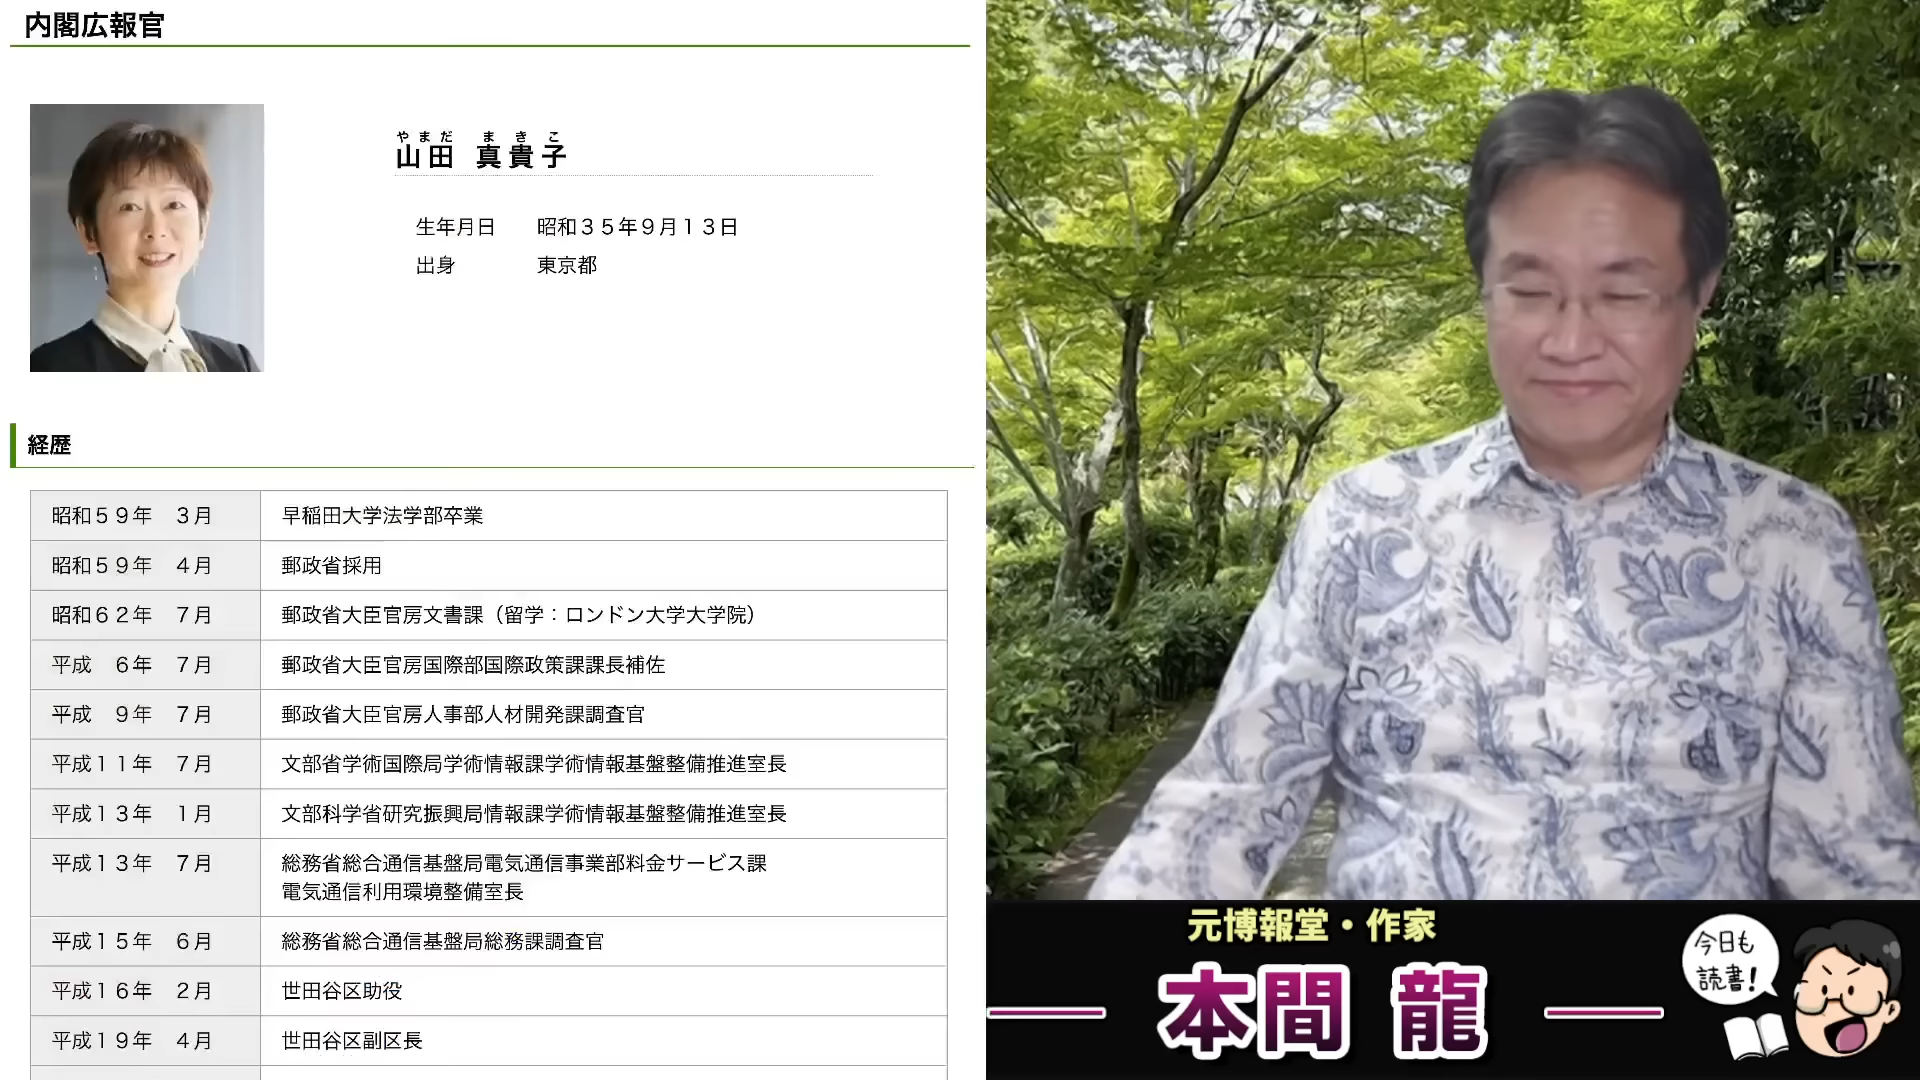 内閣広報官
やまだ まきこ
山田 真貴子
生年月日 昭和３５年９月１３日
出身 東京都
経歴
昭和５９年 ３月 早稲田大学法学部卒業
昭和５９年 ４月 郵政省採用
昭和６２年 ７月 郵政省大臣官房文書課（留学：ロンドン大学大学院）
平成 ６年 ７月 郵政省大臣官房国際部国際政策課課長補佐
平成 ９年 ７月 郵政省大臣官房人事部人材開発課調査官
平成１１年 ７月 文部省学術国際局学術情報課学術情報基盤整備推進室長
平成１３年 １月 文部科学省研究振興局情報課学術情報基盤整備推進室長
平成１３年 ７月 総務省総合通信基盤局電気通信事業部料金サービス課
電気通信利用環境整備室長
平成１５年 ６月 総務省総合通信基盤局総務課調査官
平成１６年 ２月 世田谷区助役
平成１９年 ４月 世田谷区副区長
元博報堂・作家
本間 龍
今日も
読書！